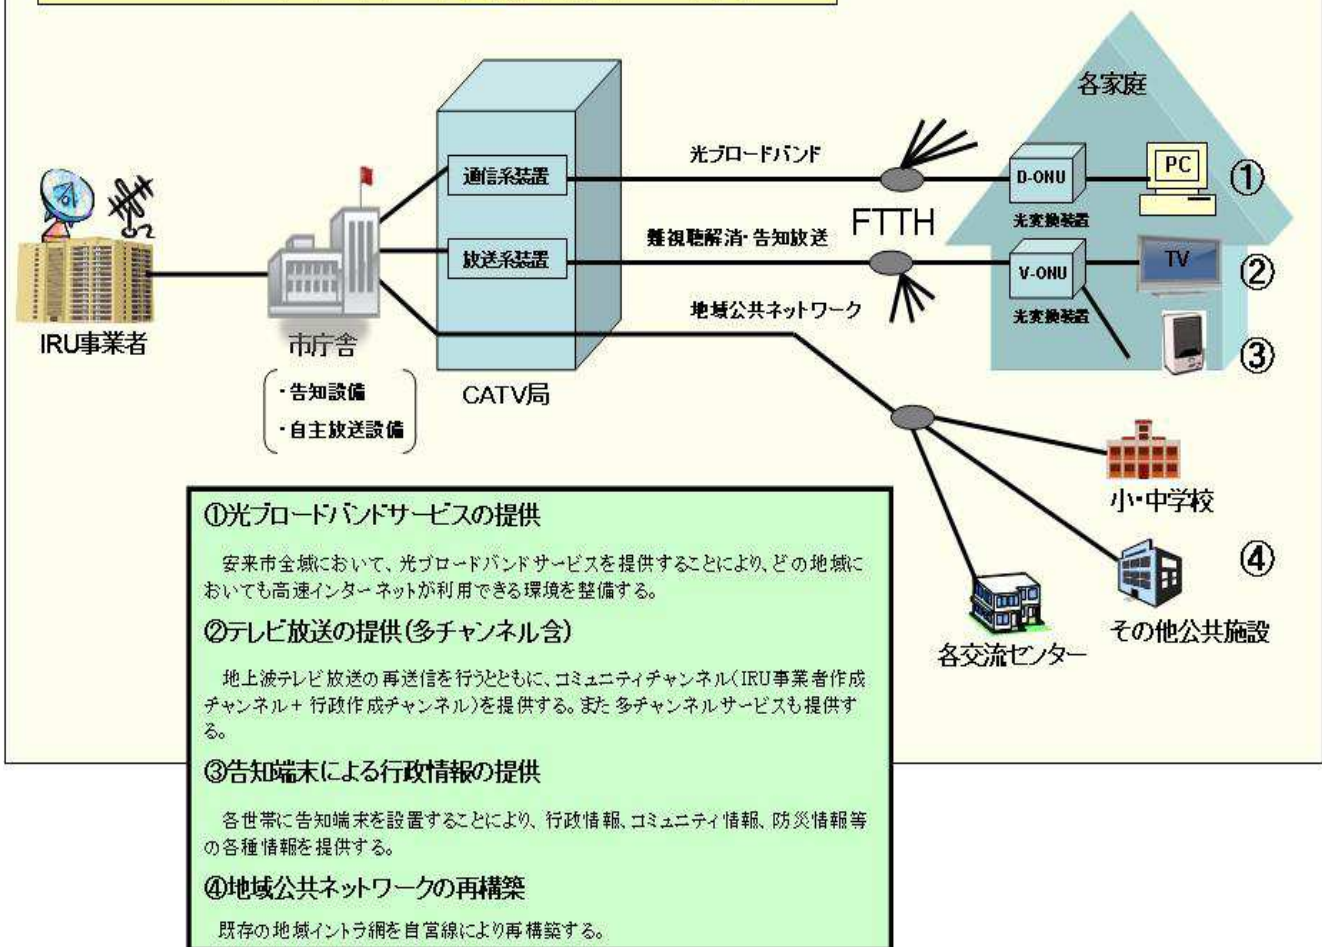 各家庭
光ブロードバンド
通信系装置
D-ONU
PC
①
光変換装置
FTTH
難視聴解消・告知放送
放送系装置
V-ONU
TV
②
光変換装置
地域公共ネットワーク
IRU事業者
市庁舎
③
・告知設備
・自主放送設備
CATV局
小・中学校
④
その他公共施設
各交流センター
①光ブロードバンドサービスの提供
安来市全域において、光ブロードバンドサービスを提供することにより、どの地域に
おいても高速インターネットが利用できる環境を整備する。
②テレビ放送の提供(多チャンネル含)
地上波テレビ放送の再送信を行うとともに、コミュニティチャンネル(IRU事業者作成
チャンネル+行政作成チャンネル)を提供する。また多チャンネルサービスも提供す
る。
③告知端末による行政情報の提供
各世帯に告知端末を設置することにより、行政情報、コミュニティ情報、防災情報等
の各種情報を提供する。
④地域公共ネットワークの再構築
既存の地域イントラ網を自営線により再構築する。